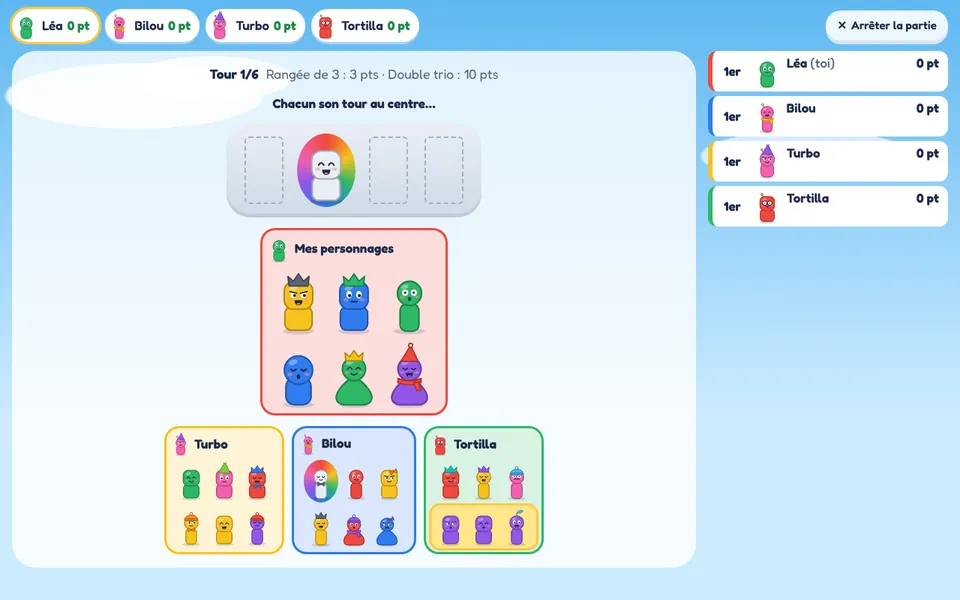 Léa 0 pt
Bilou 0 pt
Turbo 0 pt
Tortilla 0 pt
✕ Arrêter la partie
Tour 1/6 Rangée de 3 : 3 pts · Double trio : 10 pts
Chacun son tour au centre...
Mes personnages
Turbo
Bilou
Tortilla
1er Léa (toi) 0 pt
1er Bilou 0 pt
1er Turbo 0 pt
1er Tortilla 0 pt